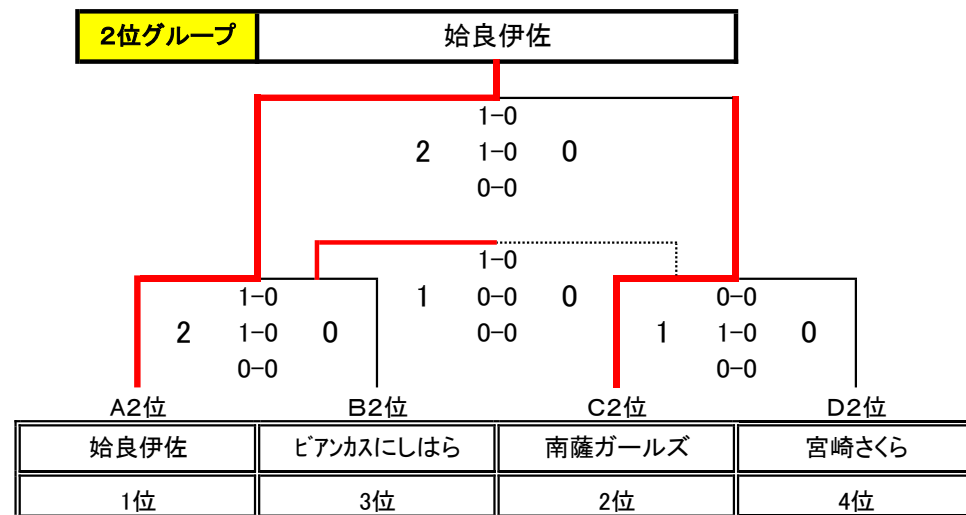 2位グループ 姶良伊佐
1-0
2 1-0 0
0-0
1-0
1-0 1 0-0 0 0-0
2 1-0 0 0-0 1 1-0 0
0-0 0-0
A2位 B2位 C2位 D2位
姶良伊佐 ビアンカスにしはら 南薩ガールズ 宮崎さくら
1位 3位 2位 4位